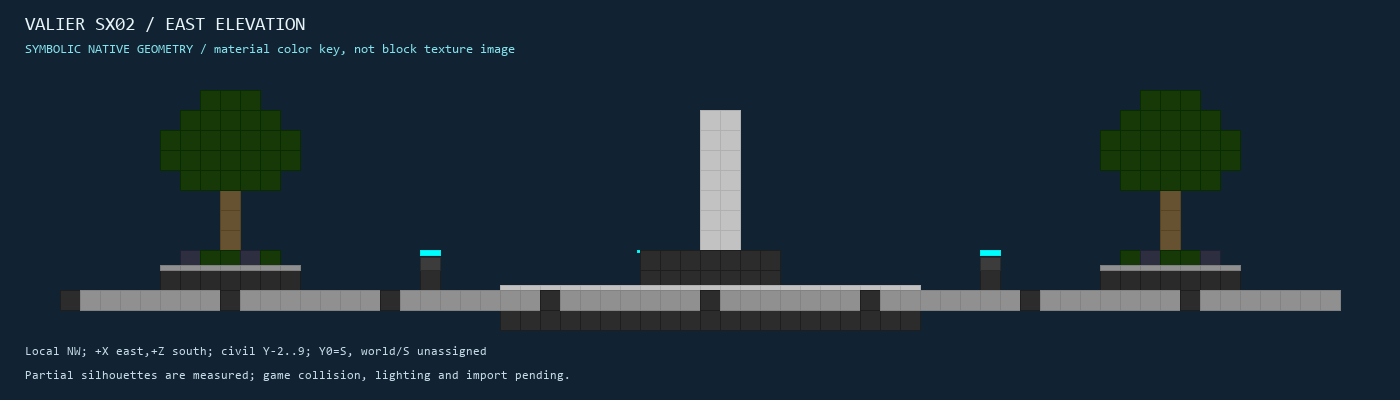 VALIER SX02 / EAST ELEVATION
SYMBOLIC NATIVE GEOMETRY / material color key, not block texture image
Local NW; +X east,+Z south; civil Y-2..9; Y0=S, world/S unassigned
Partial silhouettes are measured; game collision, lighting and import pending.